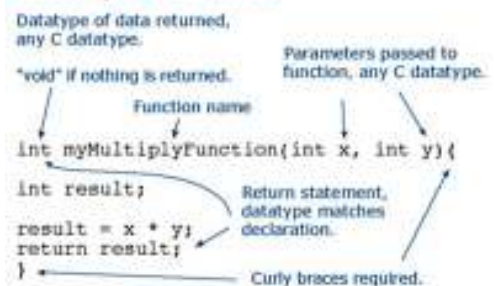 Datatype of data returned,
any C datatype.
"void" if nothing is returned.
Parameters passed to
function, any C datatype.
Function name
int myMultiplyFunction(int x, int y){
int result;
result = x * y;
return result;
}
Return statement,
datatype matches
declaration.
Curly braces required.